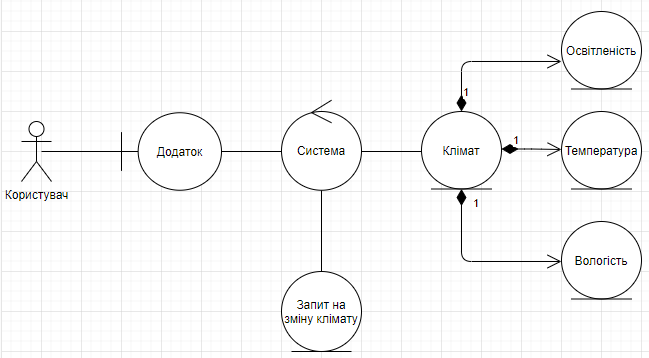 Освітленість
1
Користувач
Додаток
Система
Клімат
1
Температура
1
Вологість
Запит на
зміну клімату